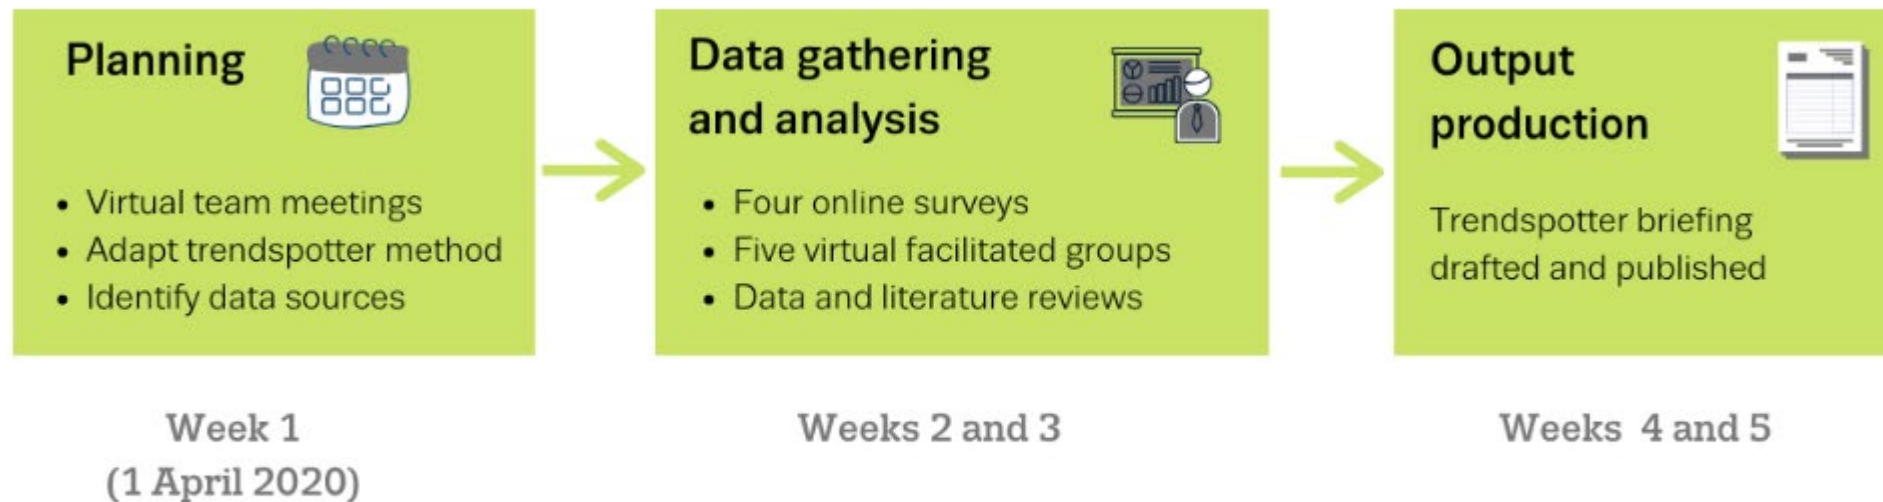 Planning
• Virtual team meetings
• Adapt trendspotter method
• Identify data sources
Week 1
(1 April 2020)
Data gathering
and analysis
• Four online surveys
• Five virtual facilitated groups
• Data and literature reviews
Weeks 2 and 3
Output
production
Trendspotter briefing
drafted and published
Weeks 4 and 5